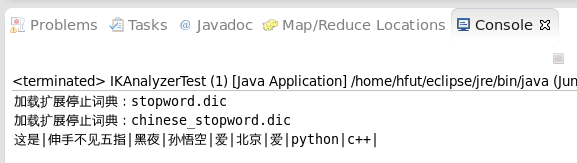 Problems Tasks Javadoc Map/Reduce Locations Console
<terminated> IKAnalyzerTest (1) [Java Application] /home/hfut/eclipse/jre/bin/java (Jun
加载扩展停止词典：stopword.dic
加载扩展停止词典：chinese_stopword.dic
这是|伸手不见五指|黑夜|孙悟空|爱|北京|爱|python|c++|